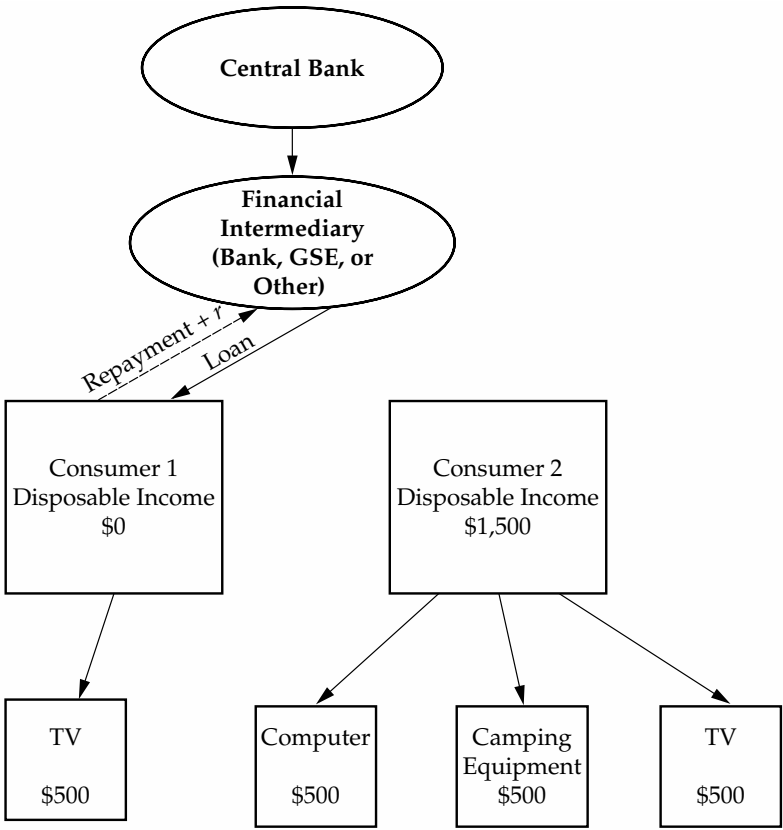 Central Bank
Financial
Intermediary
(Bank, GSE, or
Other)
Repayment + r
Loan
Consumer 1
Disposable Income
$0
Consumer 2
Disposable Income
$1,500
TV
$500
Computer
$500
Camping
Equipment
$500
TV
$500